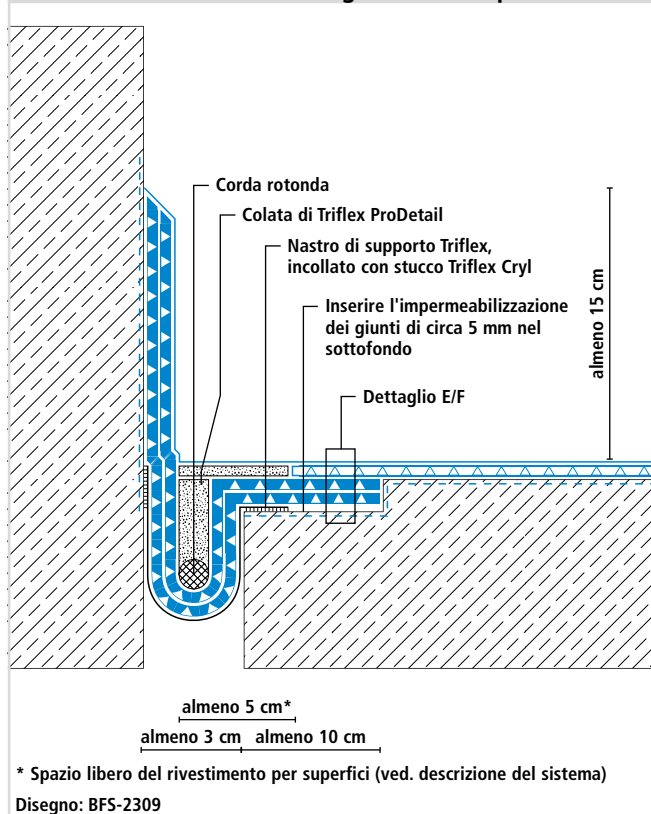 Corda rotonda
Colata di Triflex ProDetail
Nastro di supporto Triflex,
incollato con stucco Triflex Cryl
Inserire l'impermeabilizzazione
dei giunti di circa 5 mm nel
sottofondo
Dettaglio E/F
almeno 15 cm
almeno 5 cm*
almeno 3 cm
almeno 10 cm
* Spazio libero del rivestimento per superfici (ved. descrizione del sistema)
Disegno: BFS-2309